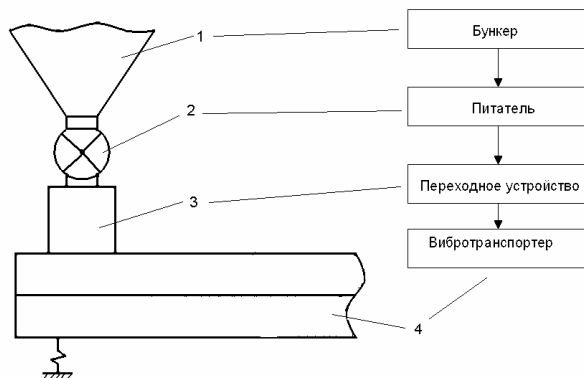 1
Бункер
2
Питатель
3
Переходное устройство
Вибротранспортер
4